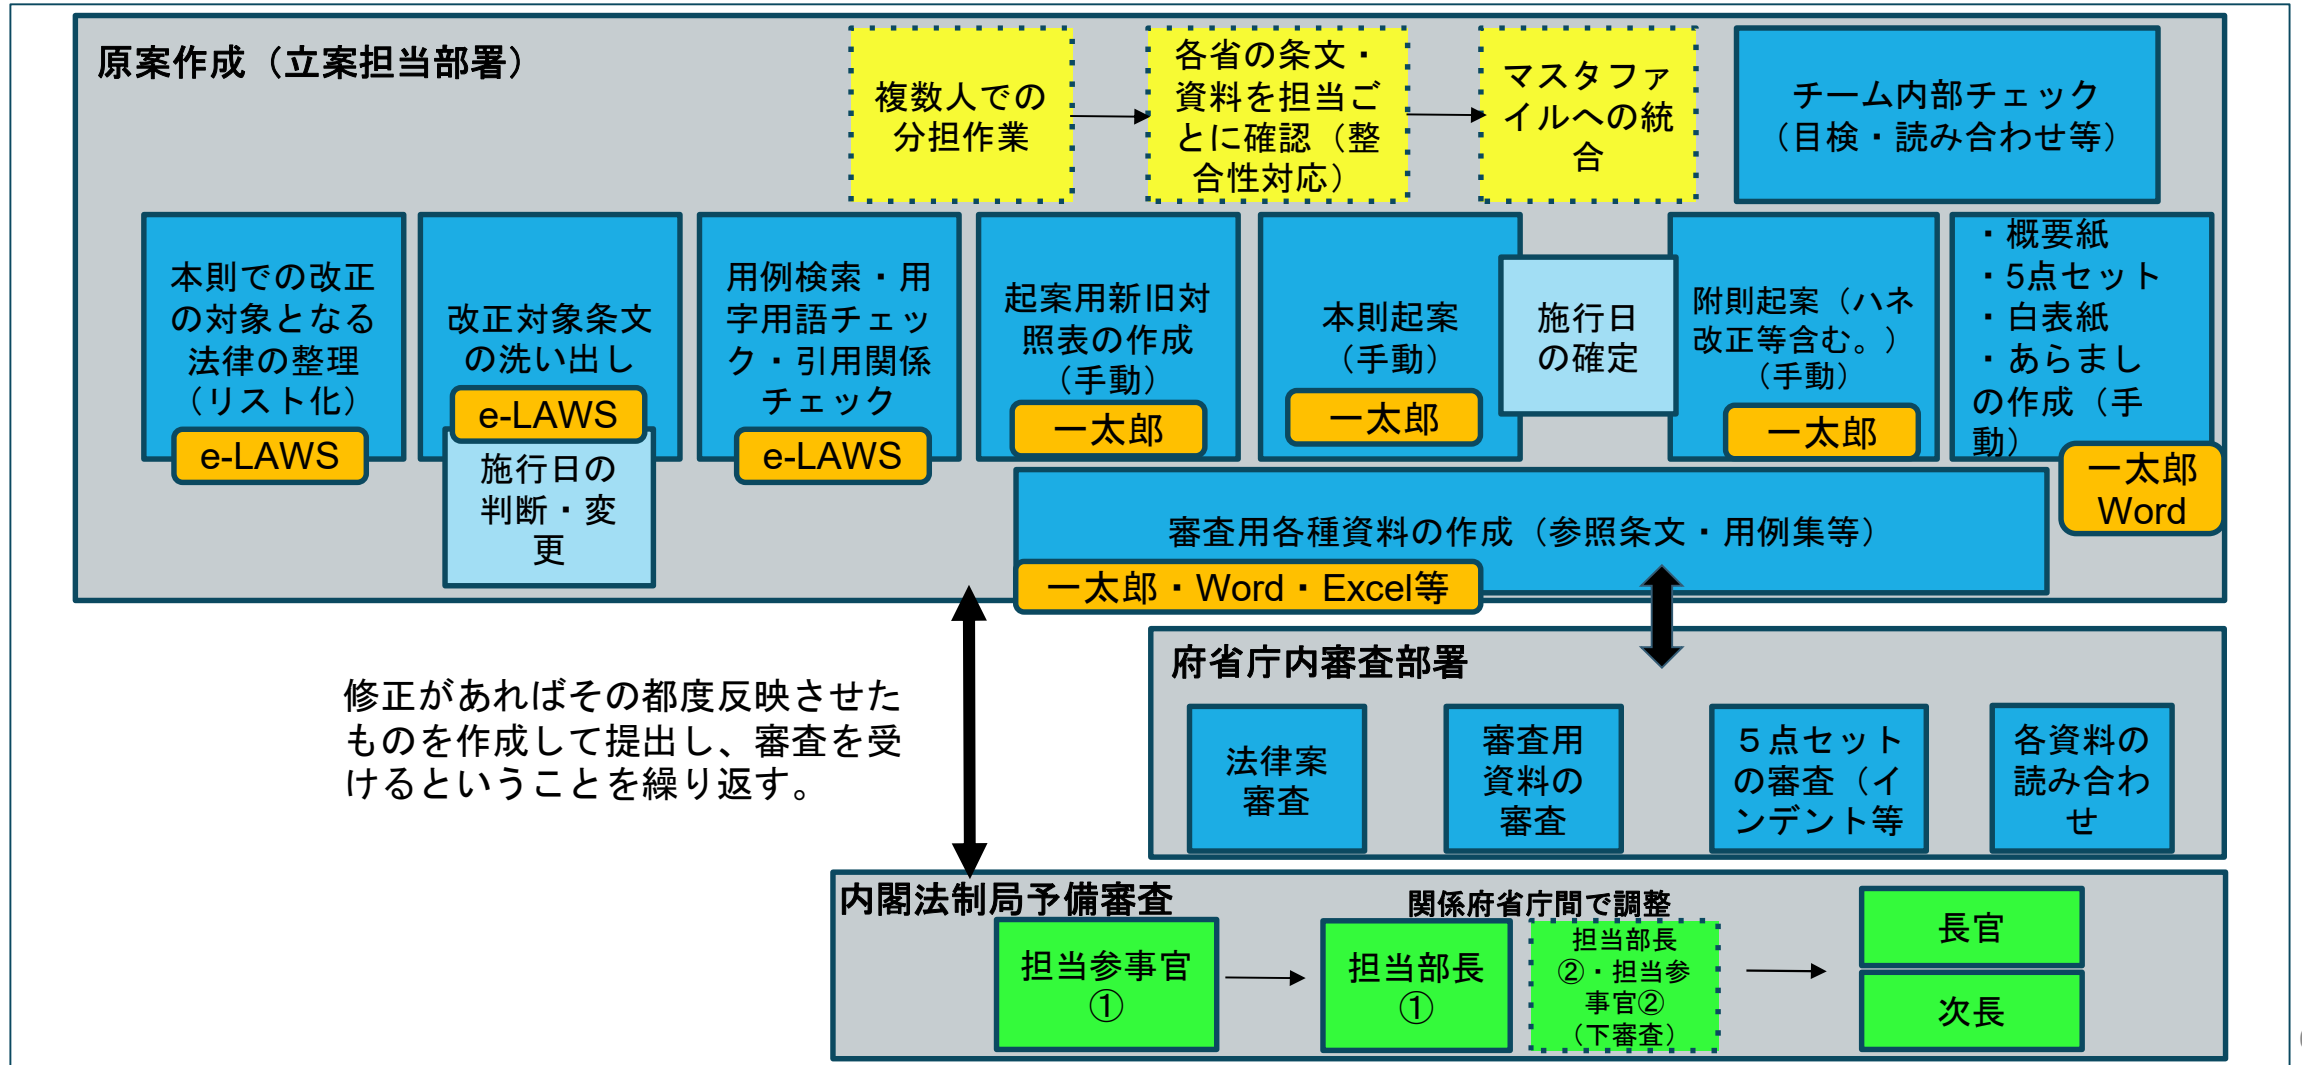 原案作成（立案担当部署）
複数人での
分担作業
各省の条文・
資料を担当ご
とに確認（整
合性対応）
マスタファ
イルへの統
合
チーム内部チェック
（目検・読み合わせ等）
本則での改正
の対象となる
法律の整理
（リスト化）
e-LAWS
改正対象条文
の洗い出し
e-LAWS
施行日の
判断・変
更
用例検索・用
字用語チェッ
ク・引用関係
チェック
e-LAWS
起案用新旧対
照表の作成
（手動）
一太郎
本則起案
（手動）
一太郎
施行日
の確定
附則起案（ハネ
改正等含む。）
（手動）
一太郎
・概要紙
・5点セット
・白表紙
・あらまし
の作成（手
動）
一太郎
Word
審査用各種資料の作成（参照条文・用例集等）
一太郎・Word・Excel等
修正があればその都度反映させた
ものを作成して提出し、審査を受
けるということを繰り返す。
府省庁内審査部署
法律案
審査
審査用
資料の
審査
５点セット
の審査（イ
ンデント等
各資料の
読み合わ
せ
内閣法制局予備審査
関係府省庁間で調整
担当参事官
①
担当部長
①
担当部長
②・担当参
事官②
（下審査）
長官
次長